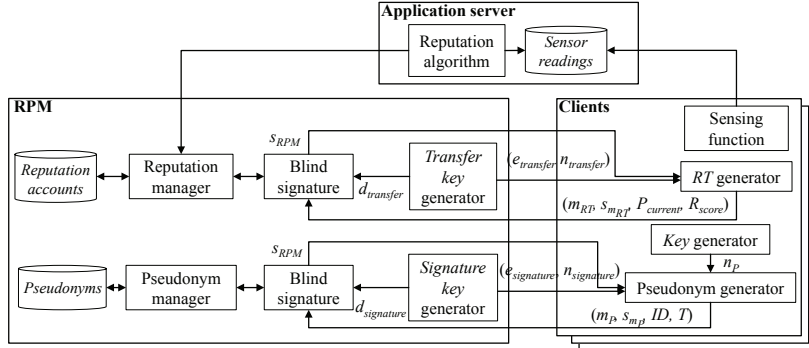 Application server
Reputation algorithm
Sensor readings
RPM
Clients
Sensing function
s_RPM
Reputation accounts
Reputation manager
Blind signature
Transfer key generator
(e_transfer, n_transfer)
RT generator
d_transfer
(m_RT, s_m_RT, P_current, R_score)
Key generator
s_RPM
n_P
Pseudonyms
Pseudonym manager
Blind signature
Signature key generator
(e_signature, n_signature)
Pseudonym generator
d_signature
(m_P, s_m_P, ID, T)